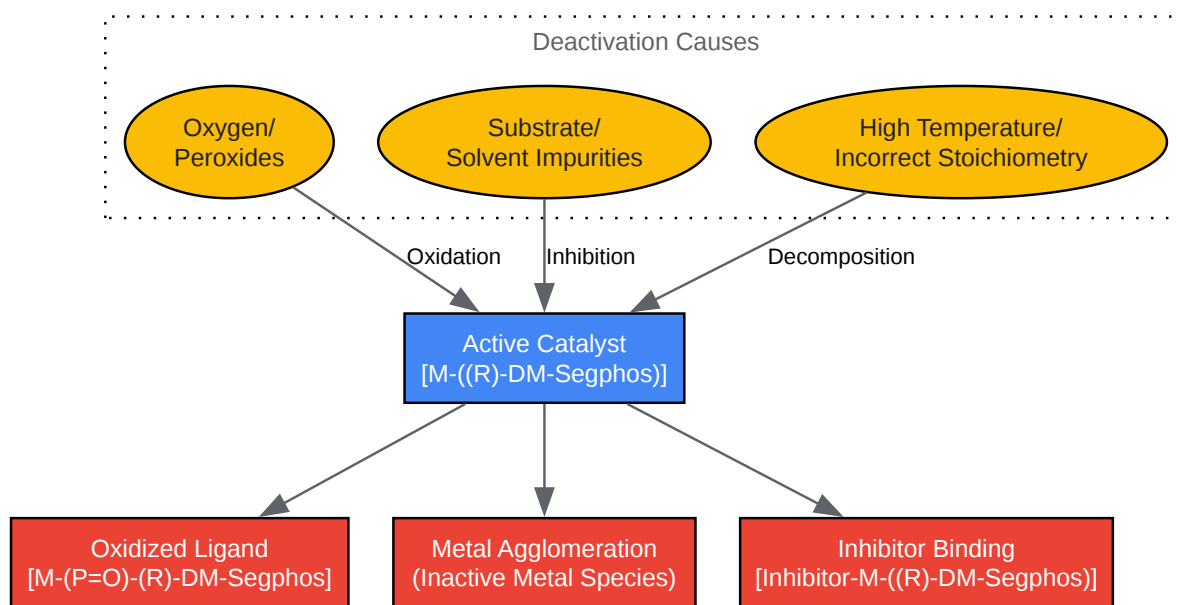 Deactivation Causes
Oxygen/
Peroxides
Substrate/
Solvent Impurities
High Temperature/
Incorrect Stoichiometry
Oxidation
Inhibition
Decomposition
Active Catalyst
[M-((R)-DM-Segphos)]
Oxidized Ligand
[M-(P=O)-(R)-DM-Segphos]
Metal Agglomeration
(Inactive Metal Species)
Inhibitor Binding
[Inhibitor-M-((R)-DM-Segphos)]